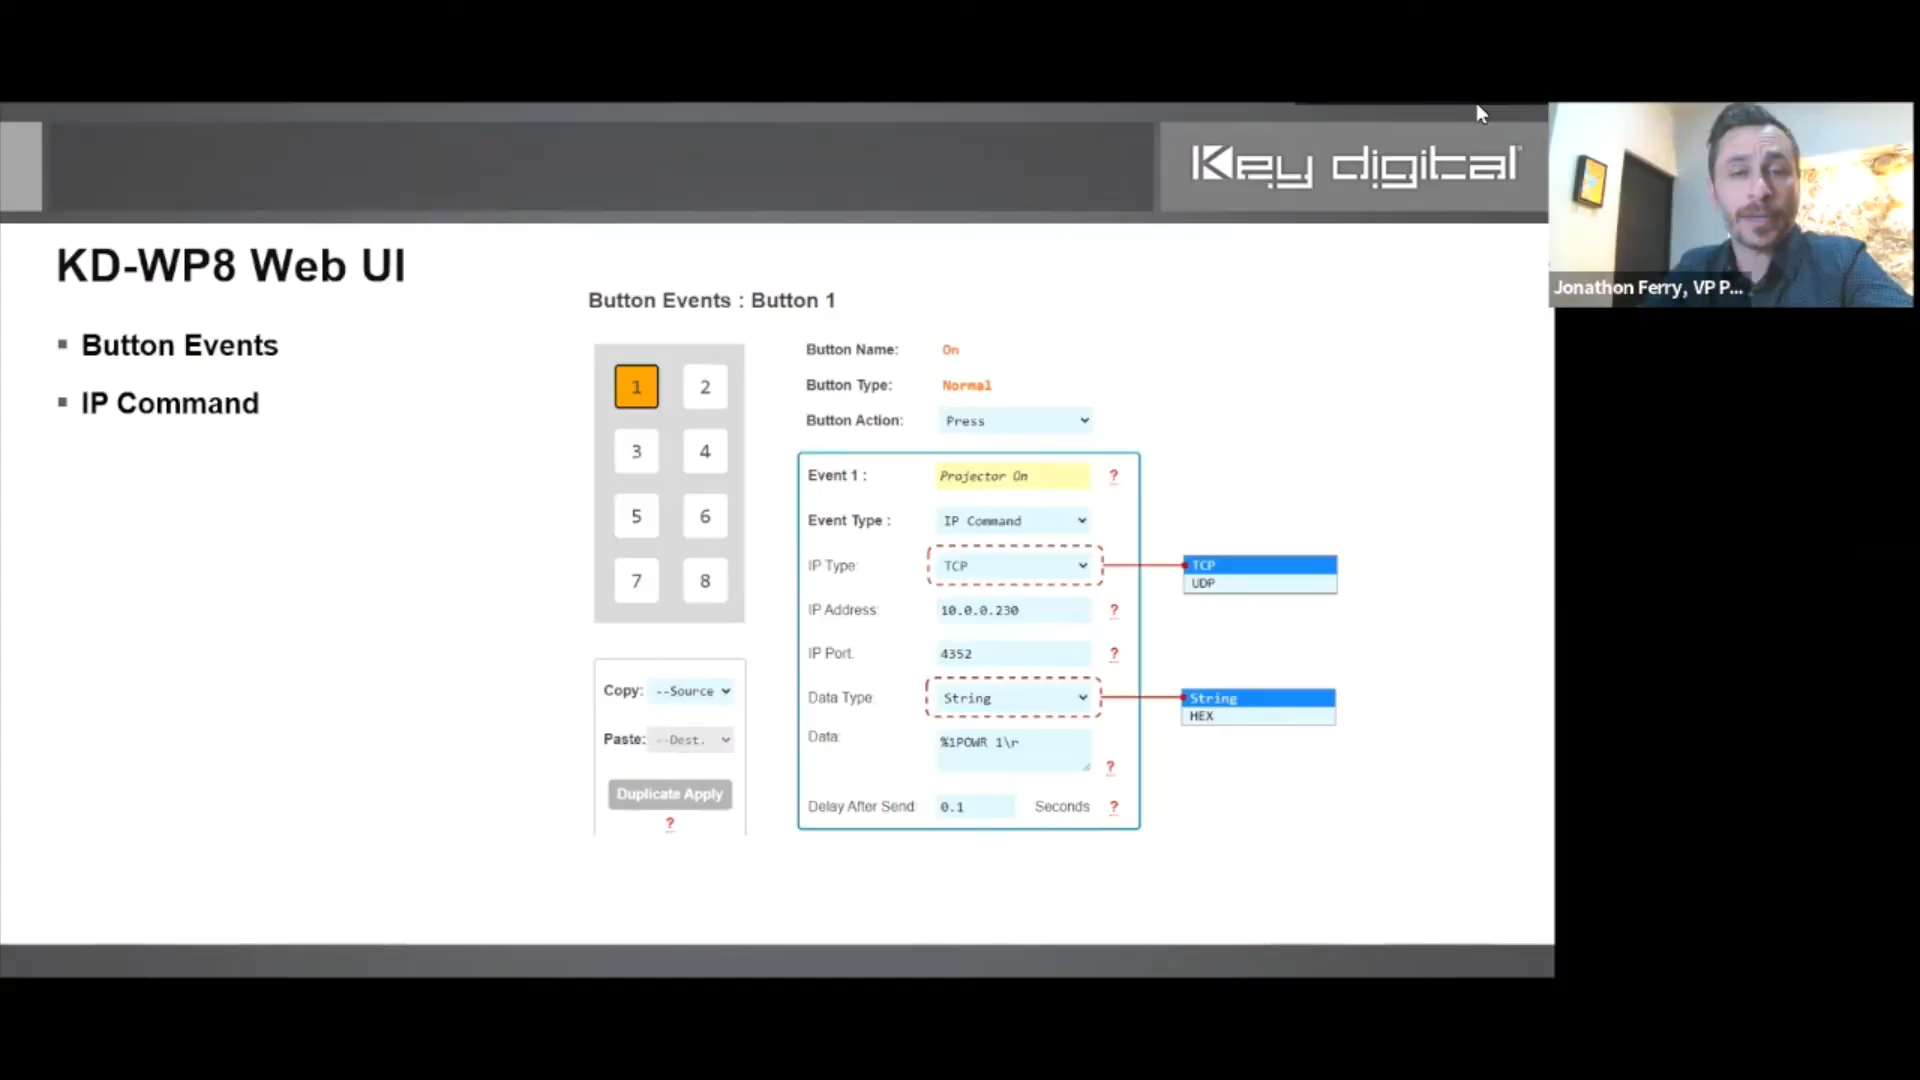 Key digital
Jonathon Ferry, VP P...
KD-WP8 Web UI
Button Events
IP Command
Button Events : Button 1
1 2
3 4
5 6
7 8
Copy: --Source
Paste: --Dest.
Duplicate Apply
?
Button Name: On
Button Type: Normal
Button Action: Press
Event 1 : Projector On ?
Event Type : IP Command
IP Type: TCP
TCP
UDP
IP Address: 10.0.0.230 ?
IP Port: 4352 ?
Data Type: String
String
HEX
Data: %1POWR 1\r ?
Delay After Send: 0.1 Seconds ?